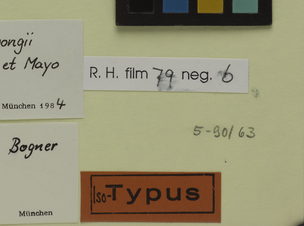 ongii
et Mayo
München 1984
R. H. film 79 neg. 6
5-90/63
Bogner
München
Iso-Typus